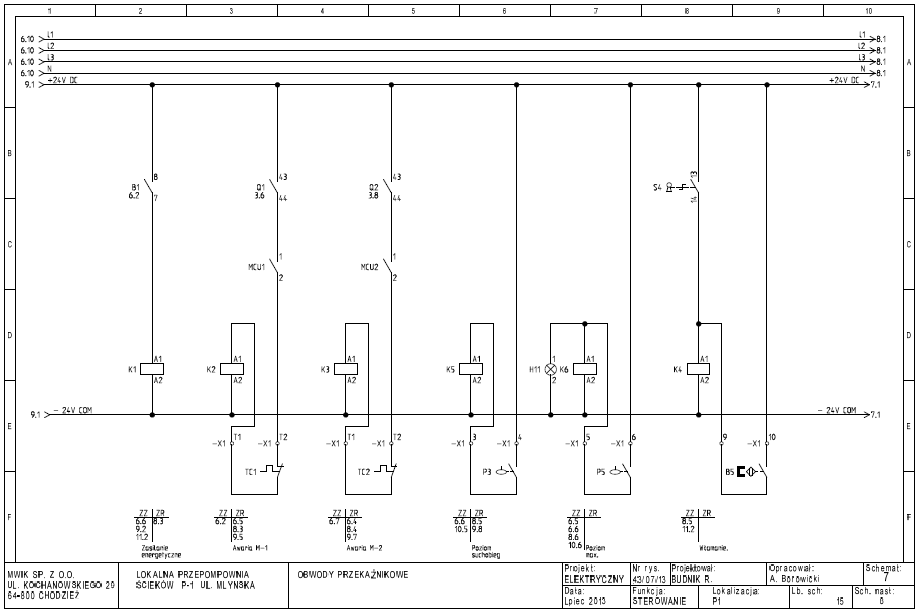 1 2 3 4 5 6 7 8 9 10
6.10 L1 L1 8.1
6.10 L2 L2 8.1
6.10 L3 L3 8.1
6.10 N N 8.1
9.1 +24V DC +24V DC 7.1
A A
B B
C C
D D
E E
F F
B1 6.2 8 7
Q1 3.6 43 44
Q2 3.8 43 44
S4 13 14
MCU1 1 2
MCU2 1 2
K1 A1 A2
K2 A1 A2
K3 A1 A2
K5 A1 A2
H11 1 2
K6 A1 A2
K4 A1 A2
9.1 - 24V COM - 24V COM 7.1
-X1 T1 -X1 T2 -X1 T1 -X1 T2 -X1 3 -X1 4 -X1 5 -X1 6 9 -X1 10
TC1 TC2 P3 P5 B5
ZZ ZR ZZ ZR ZZ ZR ZZ ZR ZZ ZR ZZ ZR
6.6 8.3 6.2 6.5 6.7 6.4 6.6 8.5 6.5 8.5
9.2 8.3 8.4 10.5 9.8 6.6 11.2
11.2 9.5 9.7 8.6
10.6
Zasilanie energetyczne
Awaria M-1
Awaria M-2
Poziom suchobieg
Poziom max.
Włamanie.
MWIK SP. Z O.O.
UL. KOCHANOWSKIEGO 29
64-800 CHODZIEŻ
LOKALNA PRZEPOMPOWNIA
ŚCIEKÓW P-1 UL. MLYNSKA
OBWODY PRZEKAŹNIKOWE
Projekt: Nr rys. Projektował: Opracował: Schemat:
ELEKTRYCZNY 43/07/13 BUDNIK R. A. Borowicki 7
Data: Funkcja: Lokalizacja: Lb. sch: Sch. nast:
Lpiec 2013 STEROWANIE P1 15 8